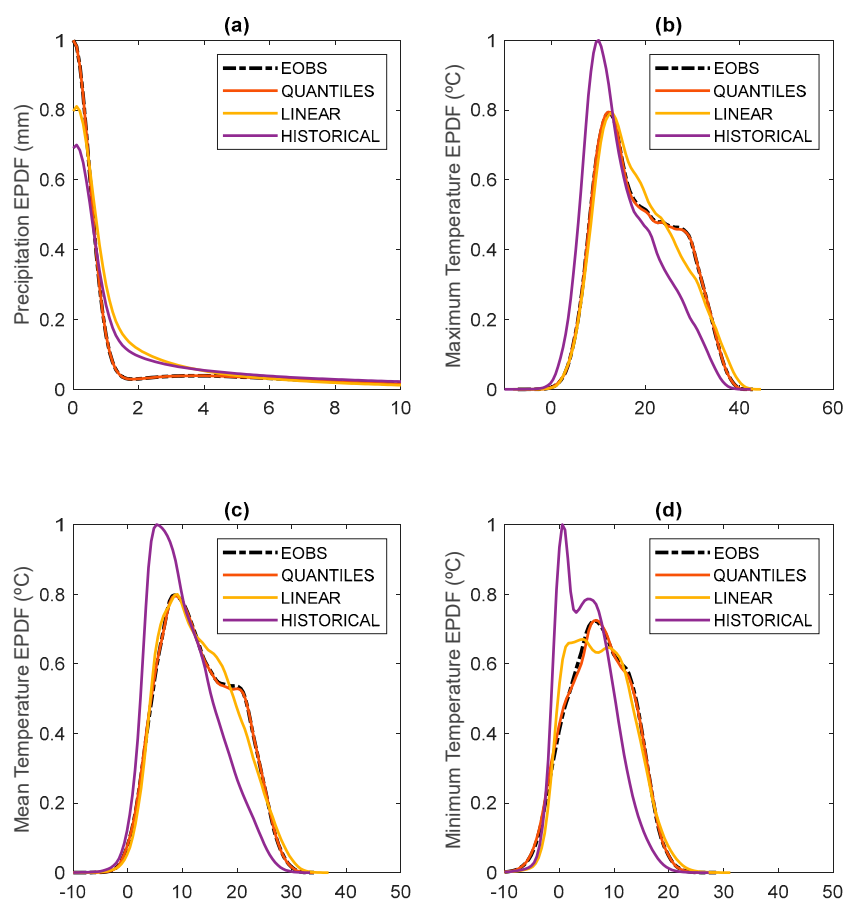 (a)
Precipitation EPDF (mm)
1
0.8
0.6
0.4
0.2
0
0 2 4 6 8 10
EOBS
QUANTILES
LINEAR
HISTORICAL
(b)
Maximum Temperature EPDF (ºC)
1
0.8
0.6
0.4
0.2
0
0 20 40 60
EOBS
QUANTILES
LINEAR
HISTORICAL
(c)
Mean Temperature EPDF (ºC)
1
0.8
0.6
0.4
0.2
0
-10 0 10 20 30 40 50
EOBS
QUANTILES
LINEAR
HISTORICAL
(d)
Minimum Temperature EPDF (ºC)
1
0.8
0.6
0.4
0.2
0
-10 0 10 20 30 40 50
EOBS
QUANTILES
LINEAR
HISTORICAL